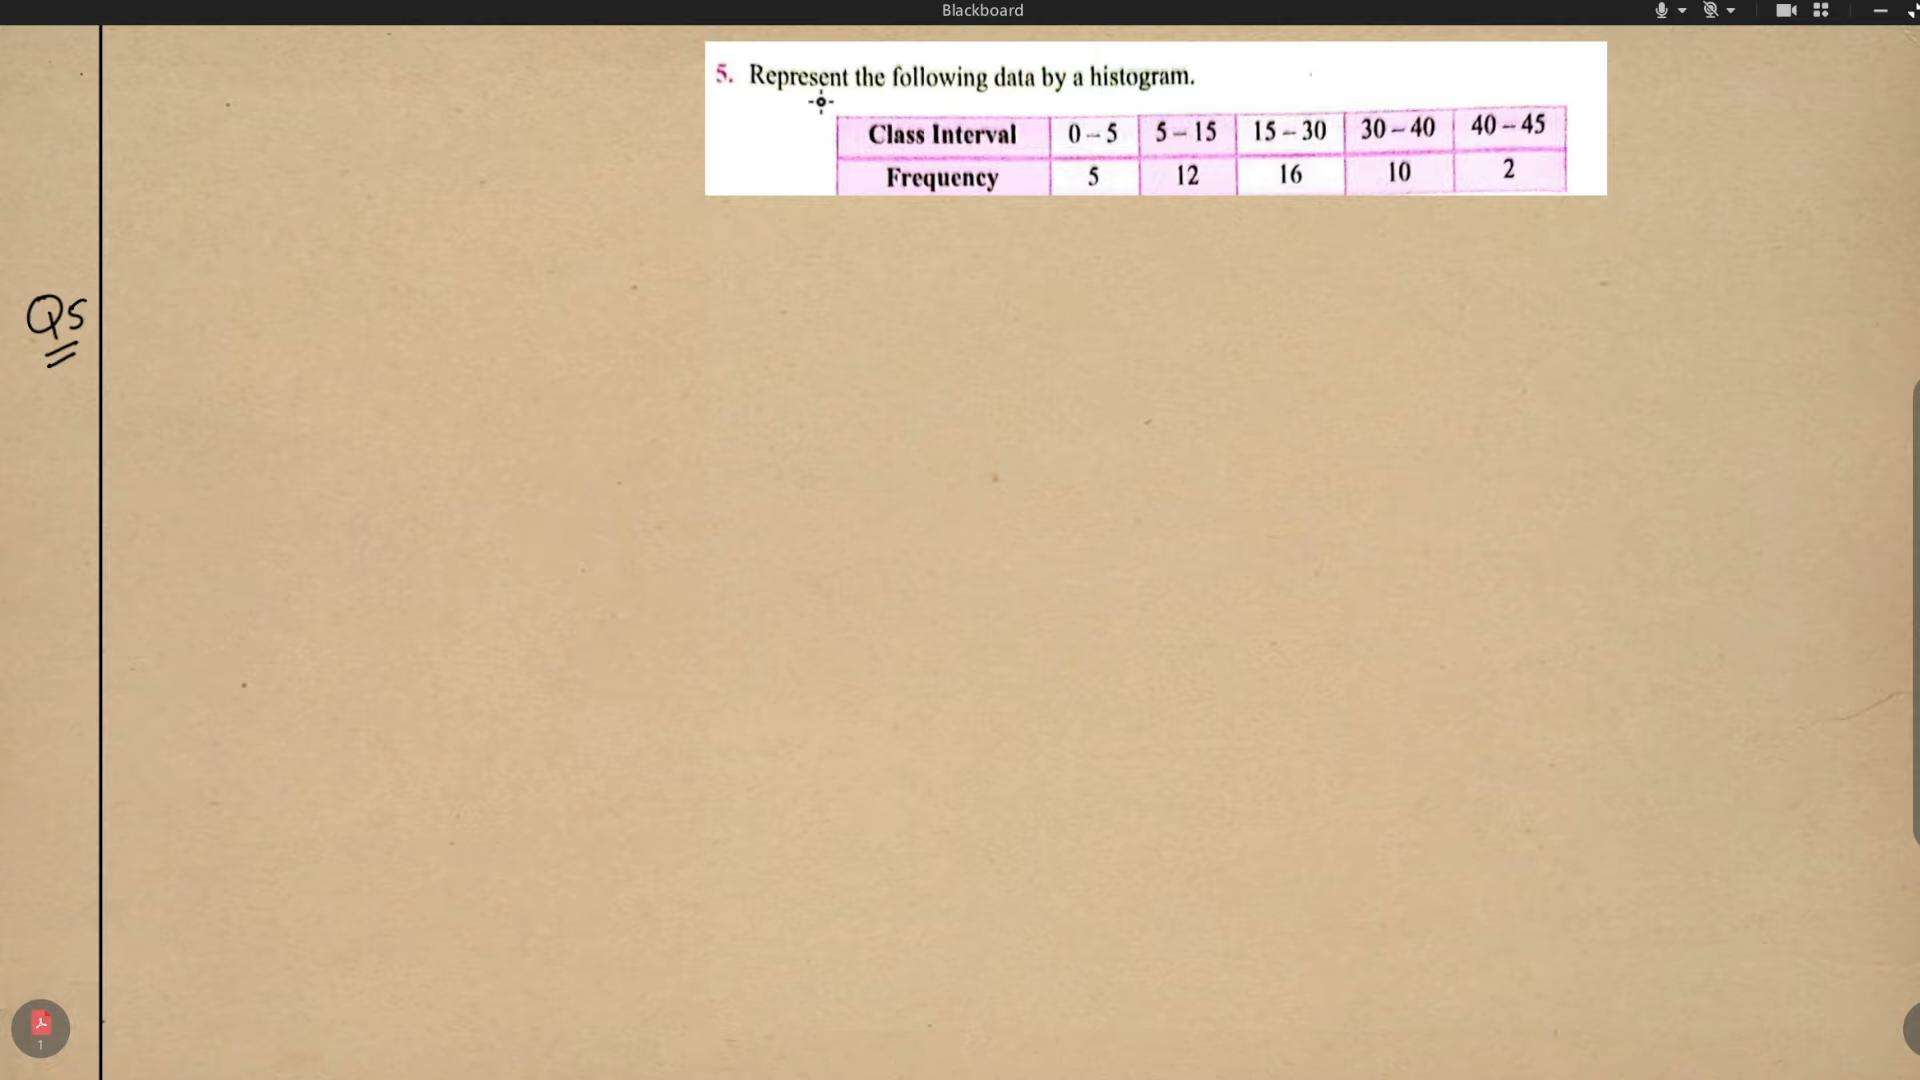 Blackboard
5. Represent the following data by a histogram.
Class Interval 0 – 5 5 – 15 15 – 30 30 – 40 40 – 45
Frequency 5 12 16 10 2
Q5
1